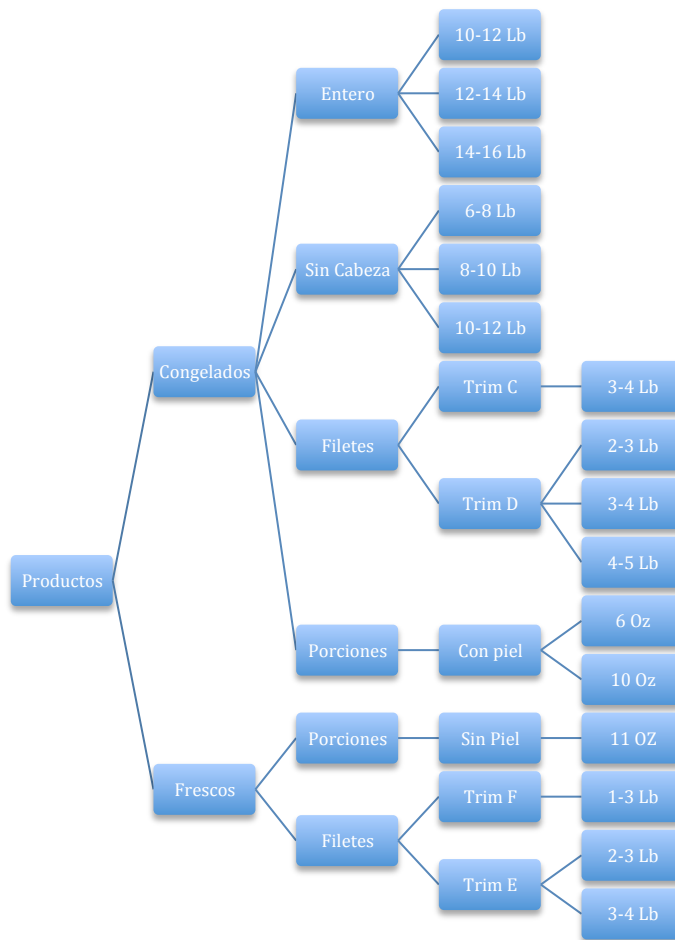 Productos
Congelados
Entero
10-12 Lb
12-14 Lb
14-16 Lb
Sin Cabeza
6-8 Lb
8-10 Lb
10-12 Lb
Filetes
Trim C
3-4 Lb
Trim D
2-3 Lb
3-4 Lb
4-5 Lb
Porciones
Con piel
6 Oz
10 Oz
Frescos
Porciones
Sin Piel
11 OZ
Filetes
Trim F
1-3 Lb
Trim E
2-3 Lb
3-4 Lb